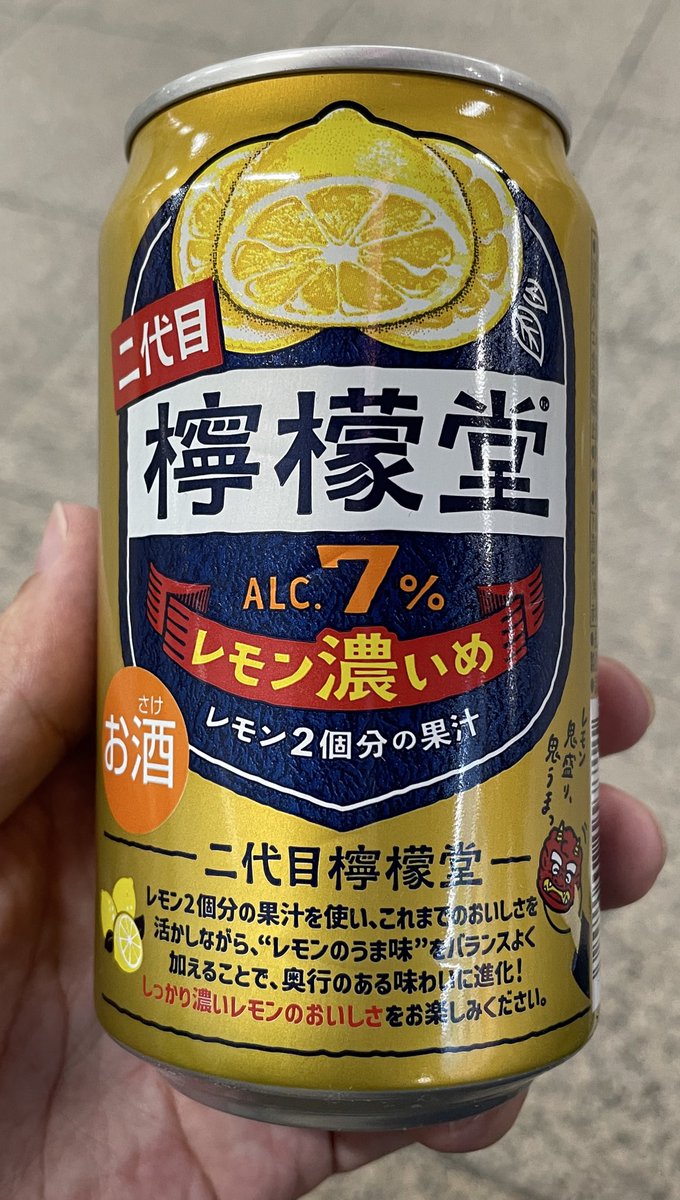 二代目
檸檬堂
ALC.7%
レモン濃いめ
レモン2個分の果汁
さけ
お酒
レモン
鬼盛り、
鬼うまっ
二代目檸檬堂
レモン2個分の果汁を使い、これまでのおいしさを
活かしながら、“レモンのうま味”をバランスよく
加えることで、奥行のある味わいに進化!
しっかり濃いレモンのおいしさをお楽しみください。